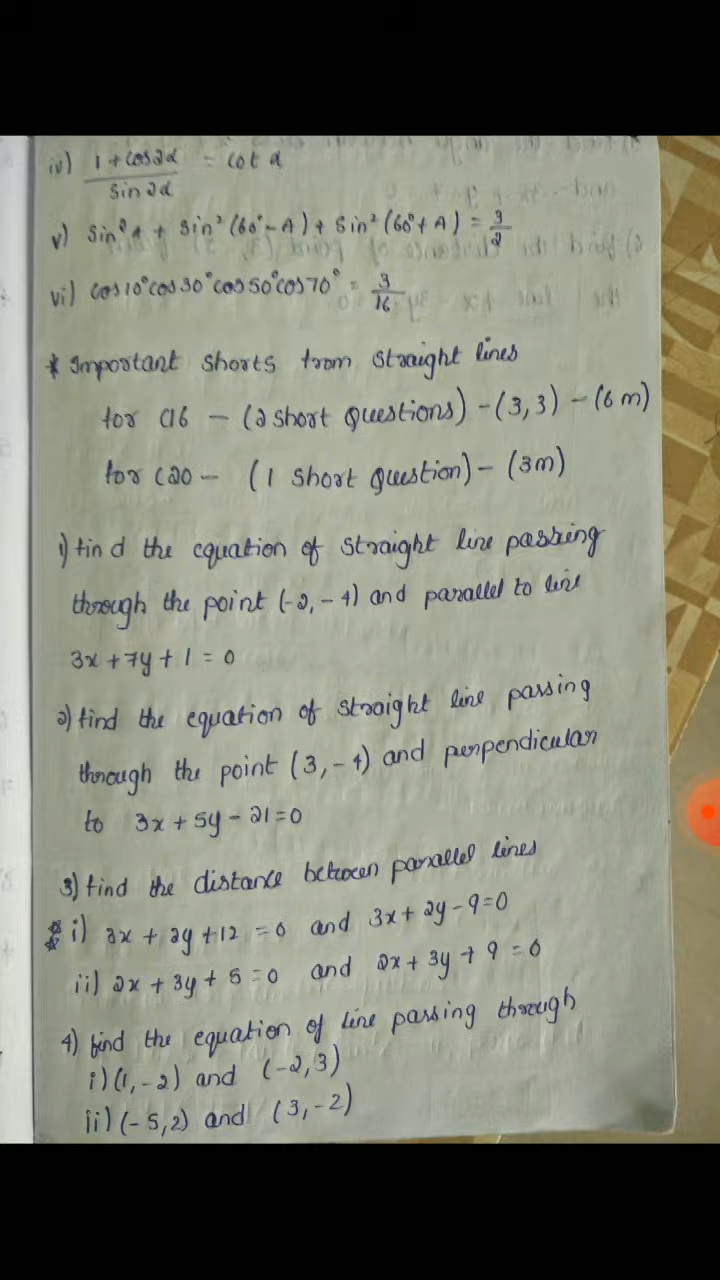 iv) 1 + cos2α / sin2α = cot α
v) sin²A + sin²(60° - A) + sin²(60° + A) = 3/2
vi) cos10°cos30°cos50°cos70° = 3/16
* Important shorts from straight lines
for C16 - (2 short questions) - (3,3) - (6m)
for C20 - (1 short question) - (3m)
1) find the equation of straight line passing
through the point (-2, -4) and parallel to line
3x + 7y + 1 = 0
2) find the equation of straight line passing
through the point (3, -4) and perpendicular
to 3x + 5y - 21 = 0
3) find the distance between parallel lines
i) 3x + 2y + 12 = 0 and 3x + 2y - 9 = 0
ii) 2x + 3y + 5 = 0 and 2x + 3y + 9 = 0
4) find the equation of line passing through
i) (1, -2) and (-2, 3)
ii) (-5, 2) and (3, -2)